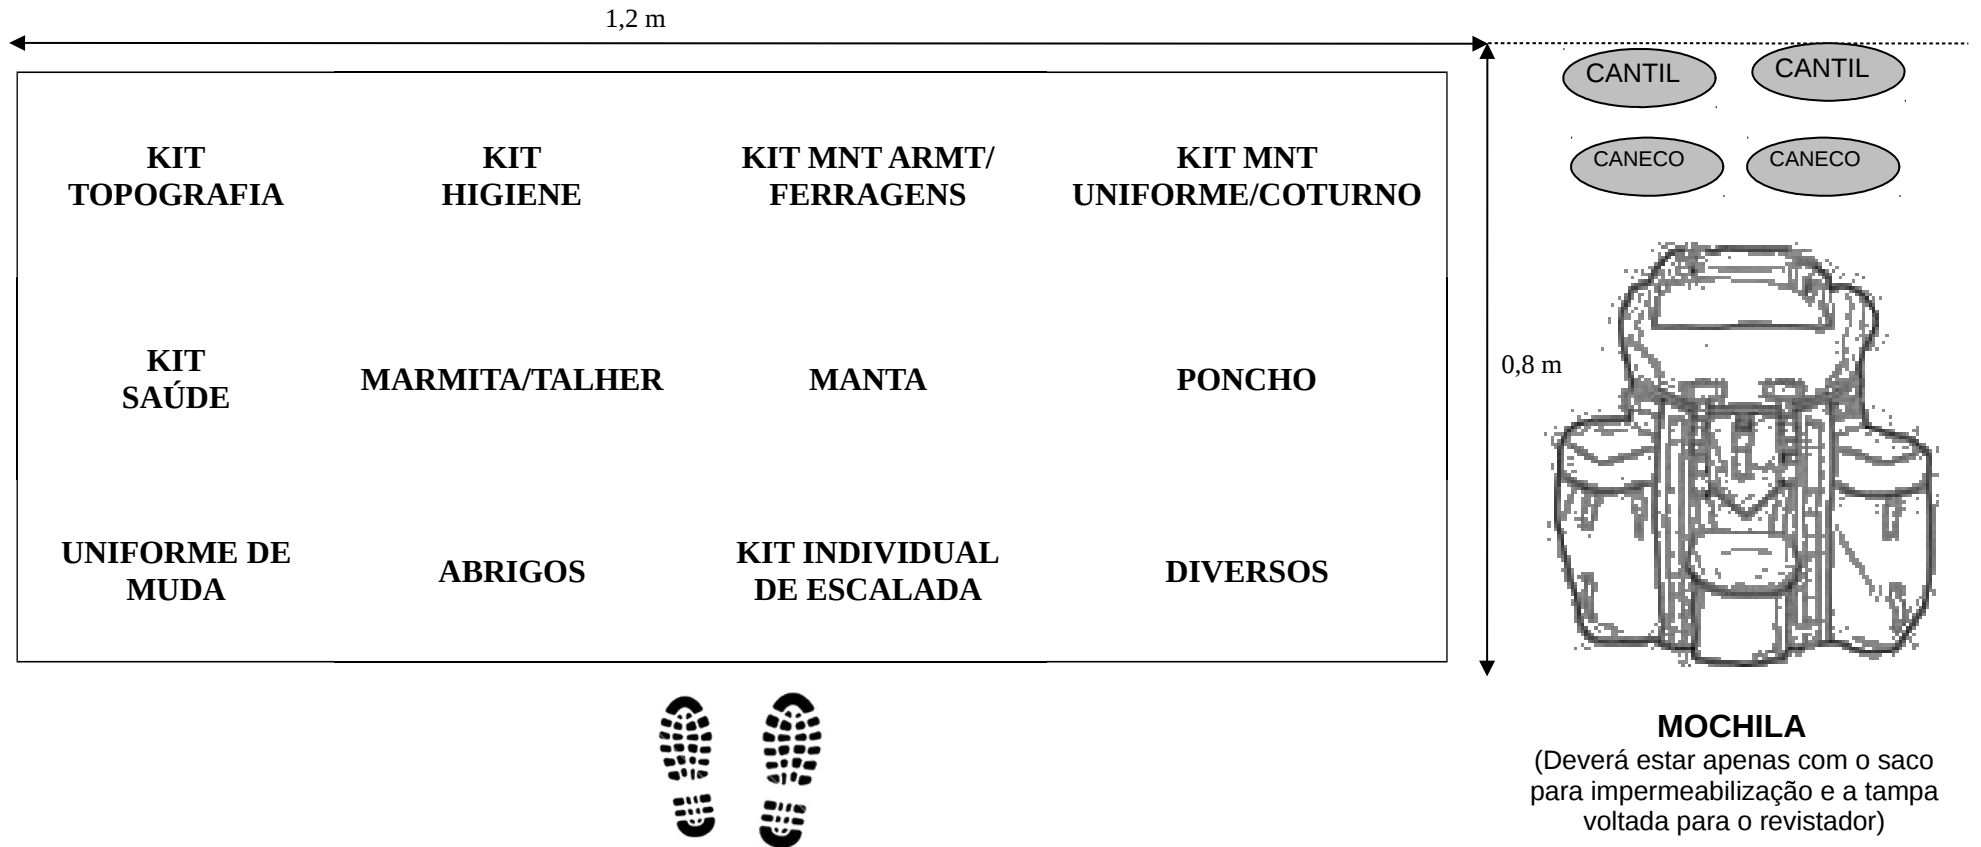 1,2 m
CANTIL
CANTIL
CANECO
CANECO
KIT
TOPOGRAFIA
KIT
HIGIENE
KIT MNT ARMT/
FERRAGENS
KIT MNT
UNIFORME/COTURNO
KIT
SAÚDE
MARMITA/TALHER
MANTA
PONCHO
0,8 m
UNIFORME DE
MUDA
ABRIGOS
KIT INDIVIDUAL
DE ESCALADA
DIVERSOS
MOCHILA
(Deverá estar apenas com o saco
para impermeabilização e a tampa
voltada para o revistador)